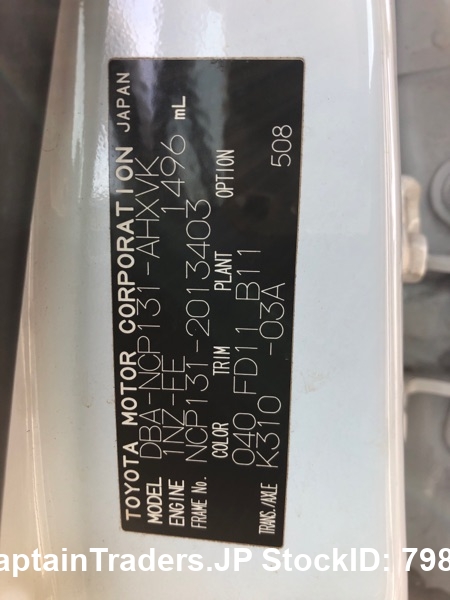 TOYOTA MOTOR CORPORATION JAPAN
MODEL DBA-NCP131-AHXVK
ENGINE 1NZ-FE 1496 mL
FRAME No. NCP131-2013403
COLOR TRIM PLANT OPTION
040 FD11 B11
TRANS./AXLE K310 -03A 508
aptainTraders.JP StockID: 798